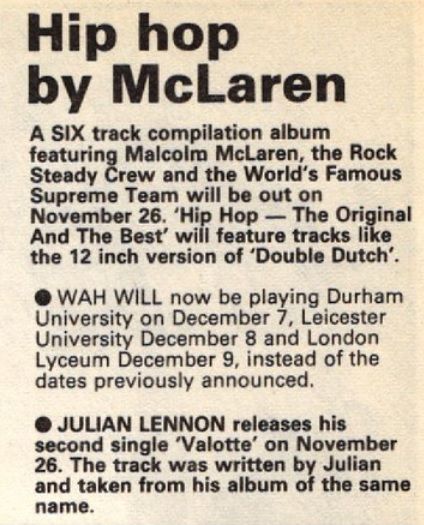 Hip hop
by McLaren
A SIX track compilation album
featuring Malcolm McLaren, the Rock
Steady Crew and the World's Famous
Supreme Team will be out on
November 26. 'Hip Hop — The Original
And The Best' will feature tracks like
the 12 inch version of 'Double Dutch'.
● WAH WILL now be playing Durham
University on December 7, Leicester
University December 8 and London
Lyceum December 9, instead of the
dates previously announced.
● JULIAN LENNON releases his
second single 'Valotte' on November
26. The track was written by Julian
and taken from his album of the same
name.